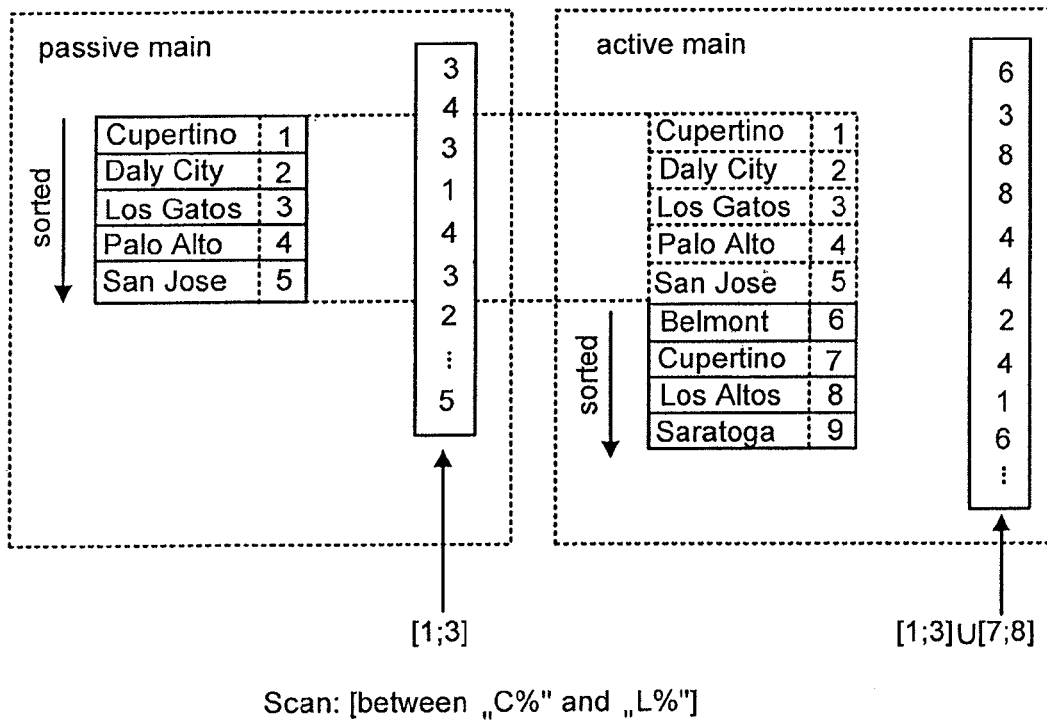 passive main
sorted
Cupertino 1
Daly City 2
Los Gatos 3
Palo Alto 4
San Jose 5
3
4
3
1
4
3
2
...
5
[1;3]
active main
Cupertino 1
Daly City 2
Los Gatos 3
Palo Alto 4
San Jose 5
sorted
Belmont 6
Cupertino 7
Los Altos 8
Saratoga 9
6
3
8
8
4
4
2
4
1
6
...
[1;3]∪[7;8]
Scan: [between „C%" and „L%"]